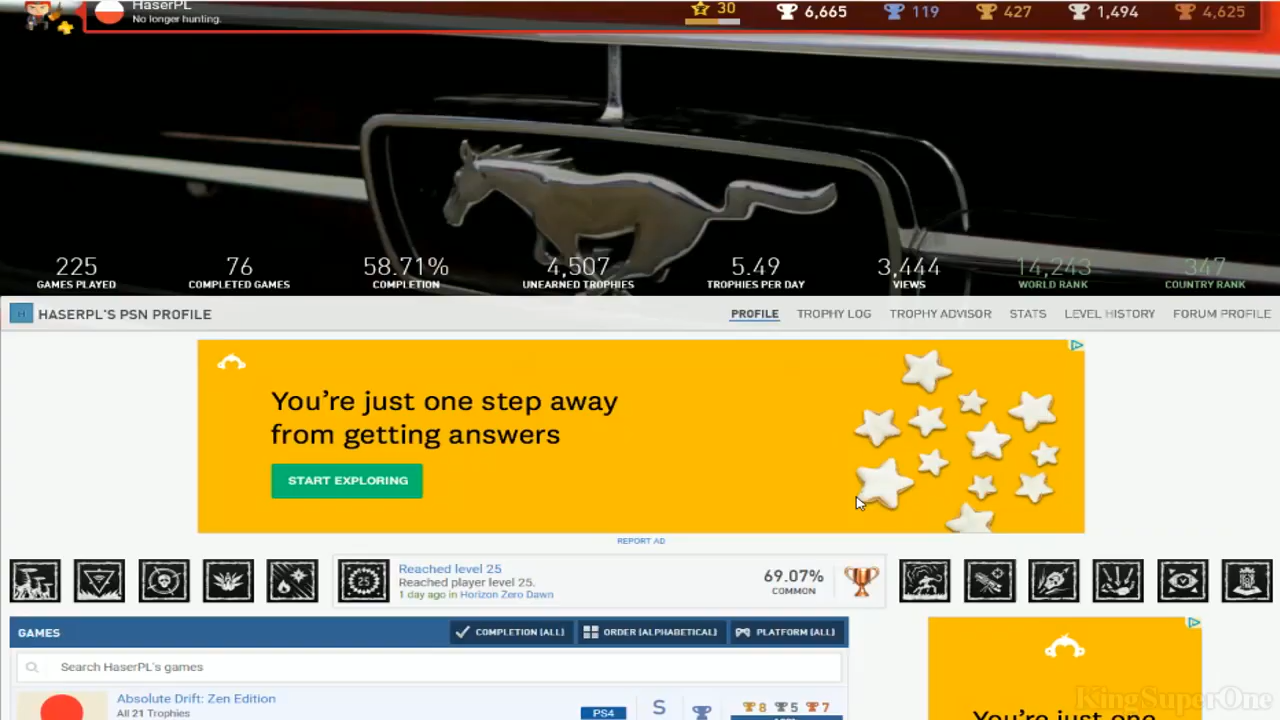 HaserPL
No longer hunting.
30
6,665
119
427
1,494
4,625
225
GAMES PLAYED
76
COMPLETED GAMES
58.71%
COMPLETION
4,507
UNEARNED TROPHIES
5.49
TROPHIES PER DAY
3,444
VIEWS
14,243
WORLD RANK
347
COUNTRY RANK
H
HASERPL'S PSN PROFILE
PROFILE
TROPHY LOG
TROPHY ADVISOR
STATS
LEVEL HISTORY
FORUM PROFILE
You're just one step away
from getting answers
START EXPLORING
REPORT AD
25
Reached level 25
Reached player level 25.
1 day ago in Horizon Zero Dawn
69.07%
COMMON
GAMES
COMPLETION (ALL)
ORDER (ALPHABETICAL)
PLATFORM (ALL)
Search HaserPL's games
Absolute Drift: Zen Edition
All 21 Trophies
PS4
S
8
5
7
You're just one
KingSuperOne